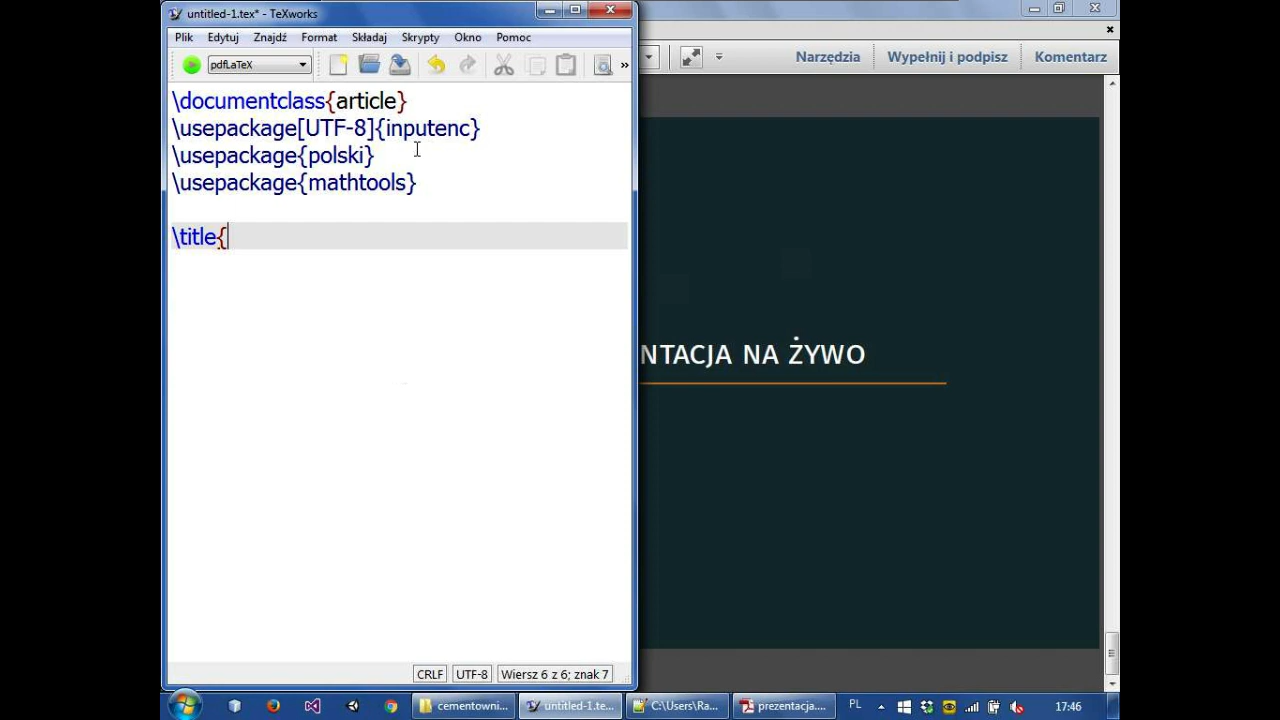 untitled-1.tex* - TeXworks
Plik Edytuj Znajdź Format Składaj Skrypty Okno Pomoc
pdfLaTeX
»
Narzędzia Wypełnij i podpisz Komentarz
\documentclass{article}
\usepackage[UTF-8]{inputenc}
\usepackage{polski}
\usepackage{mathtools}
\title{
NTACJA NA ŻYWO
CRLF UTF-8 Wiersz 6 z 6; znak 7
cementowni... untitled-1.te... C:\Users\Ra... prezentacja.... PL 17:46